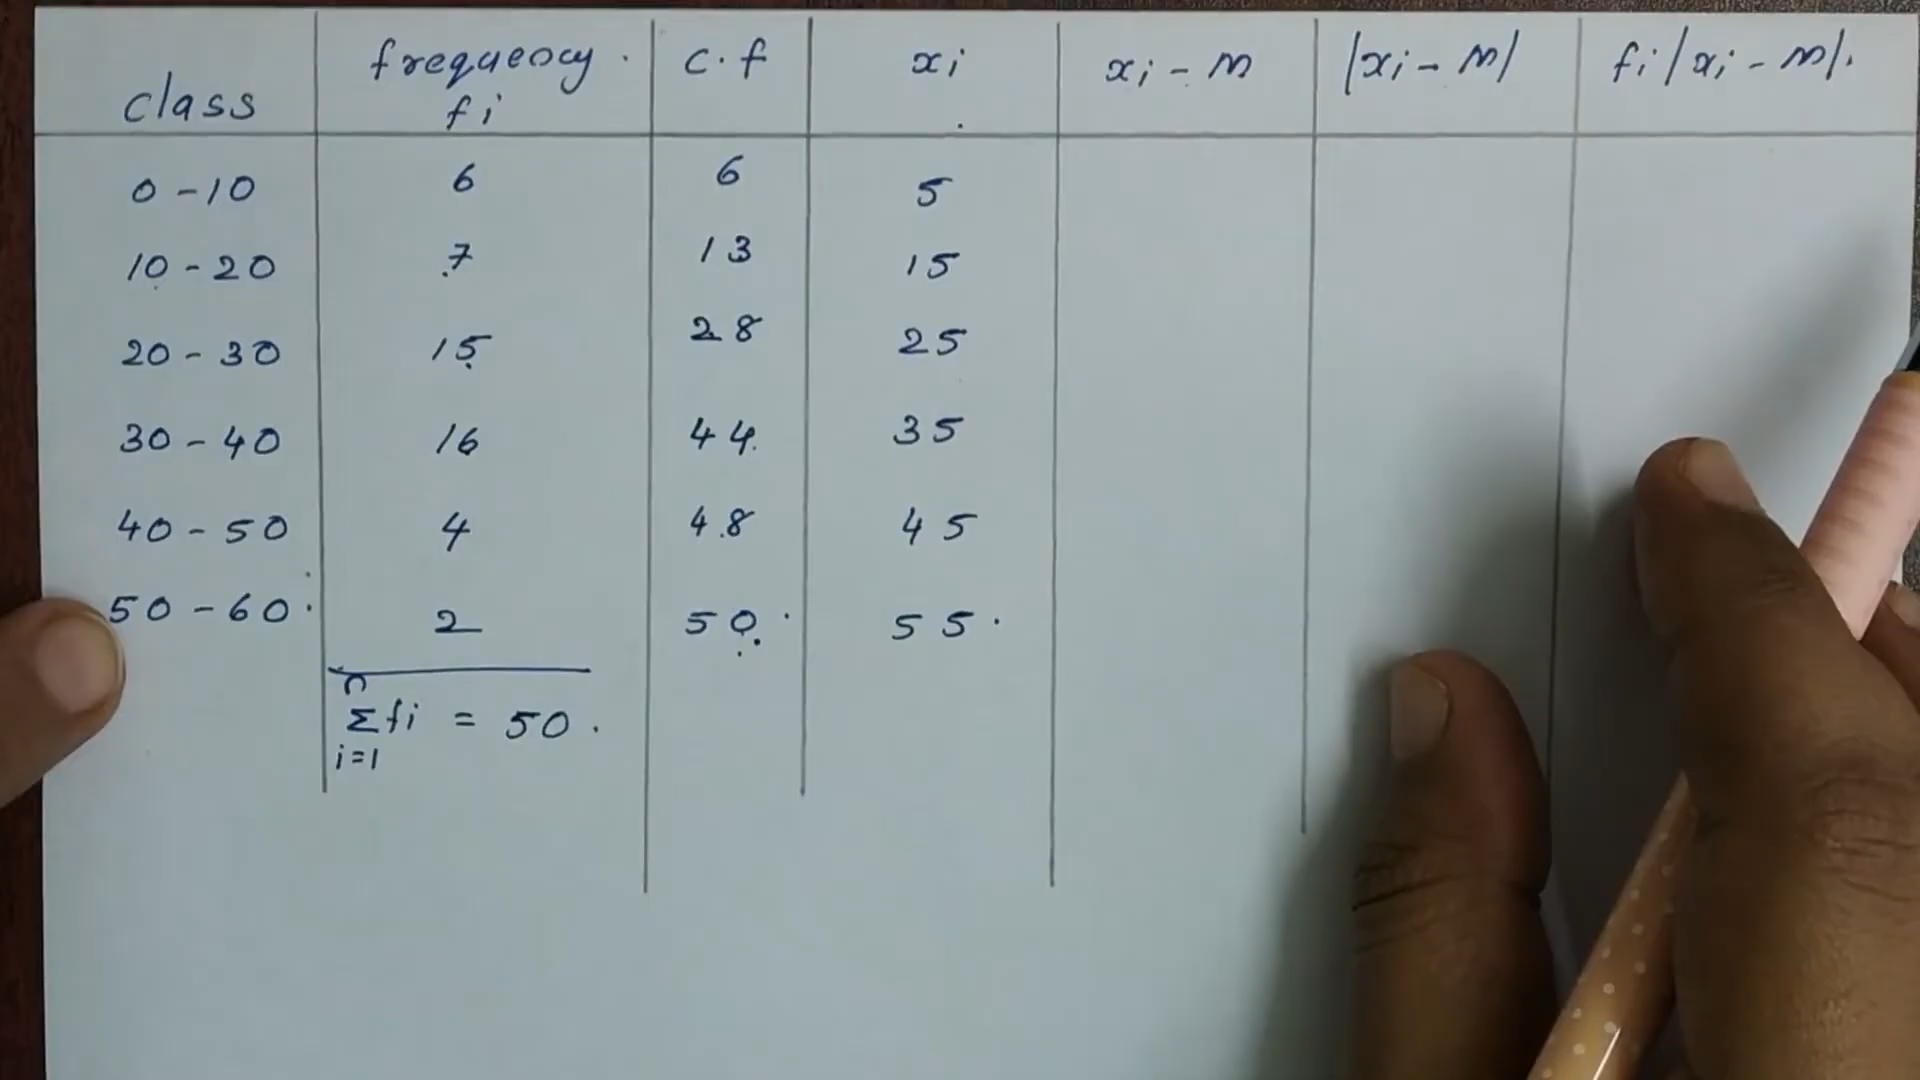 class frequency fi c.f xi xi - M |xi - M| fi |xi - M|.
0 - 10 6 6 5
10 - 20 7 13 15
20 - 30 15 28 25
30 - 40 16 44 35
40 - 50 4 48 45
50 - 60 2 50 55
n
Σ fi = 50.
i=1